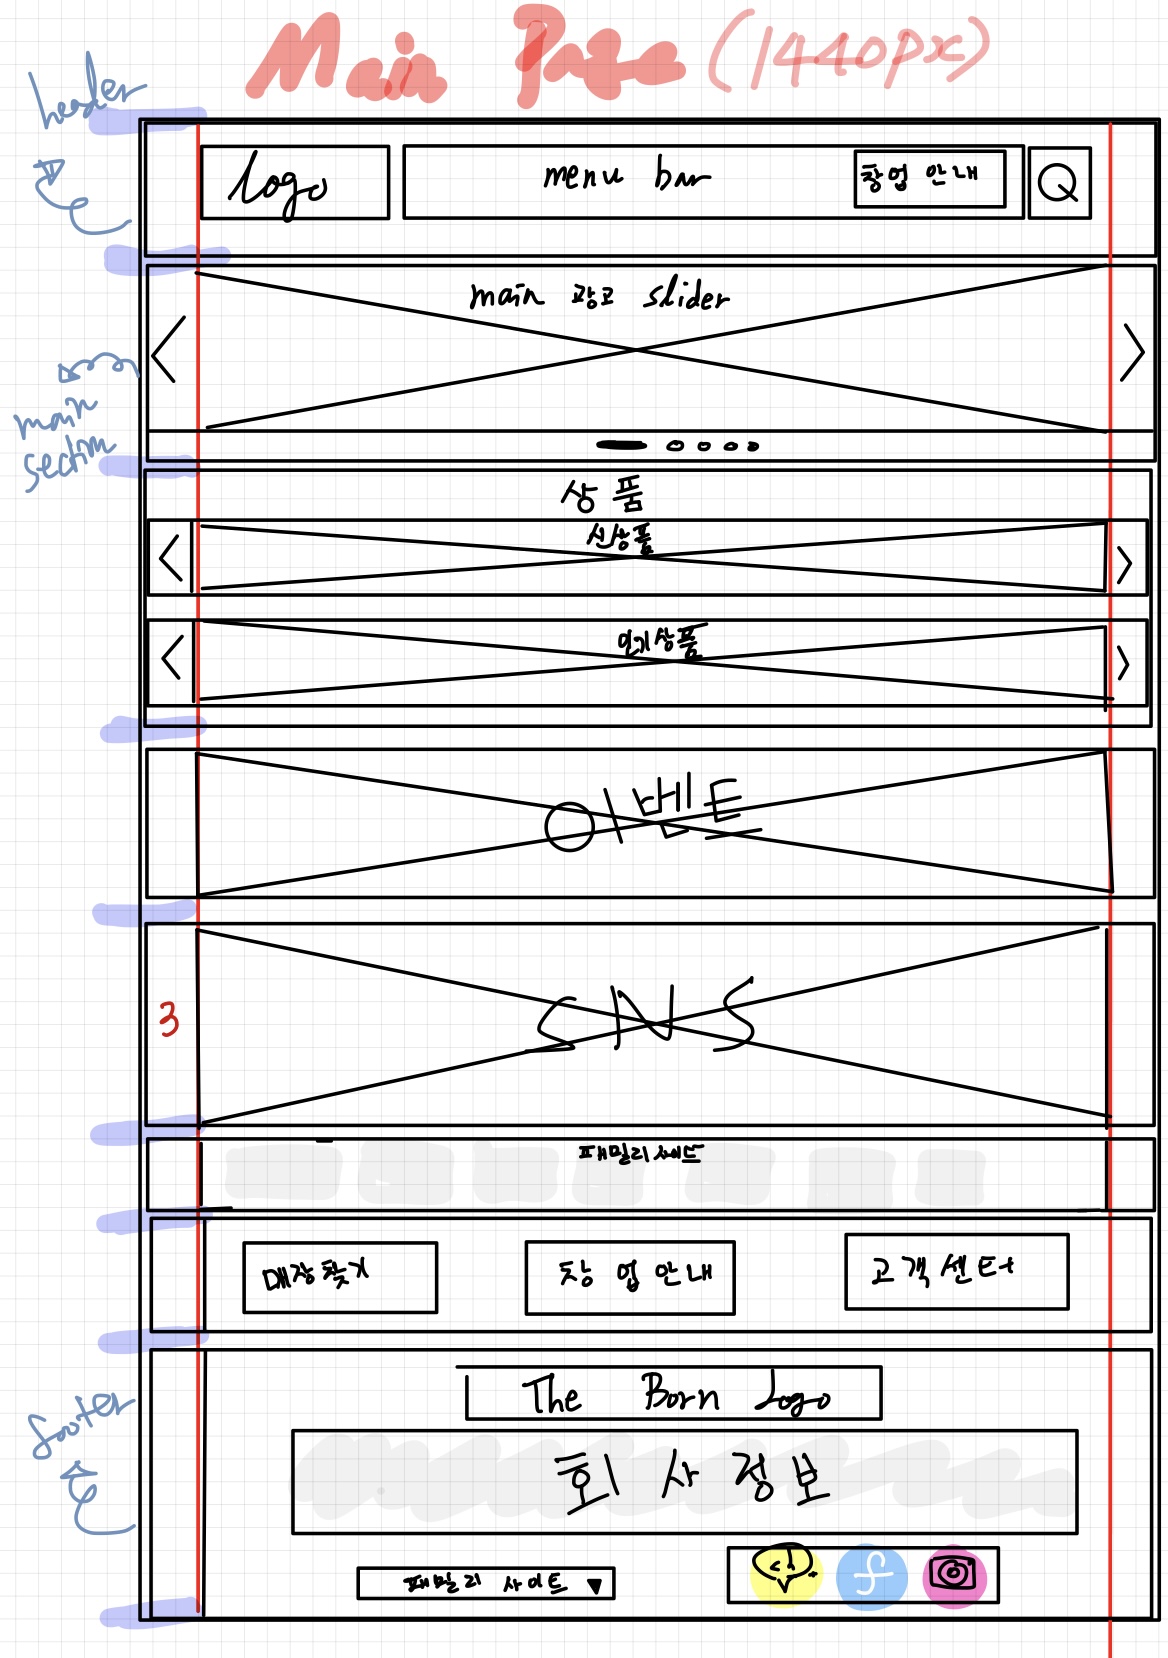 Main Page (1440px)
header
Logo
menu bar
창업 안내
main 광고 slider
main
section
상품
신상품
인기상품
이벤트
SNS
3
패밀리 사이트
매장찾기
창업안내
고객센터
footer
The Born Logo
회사정보
패밀리 사이트 ▼
f